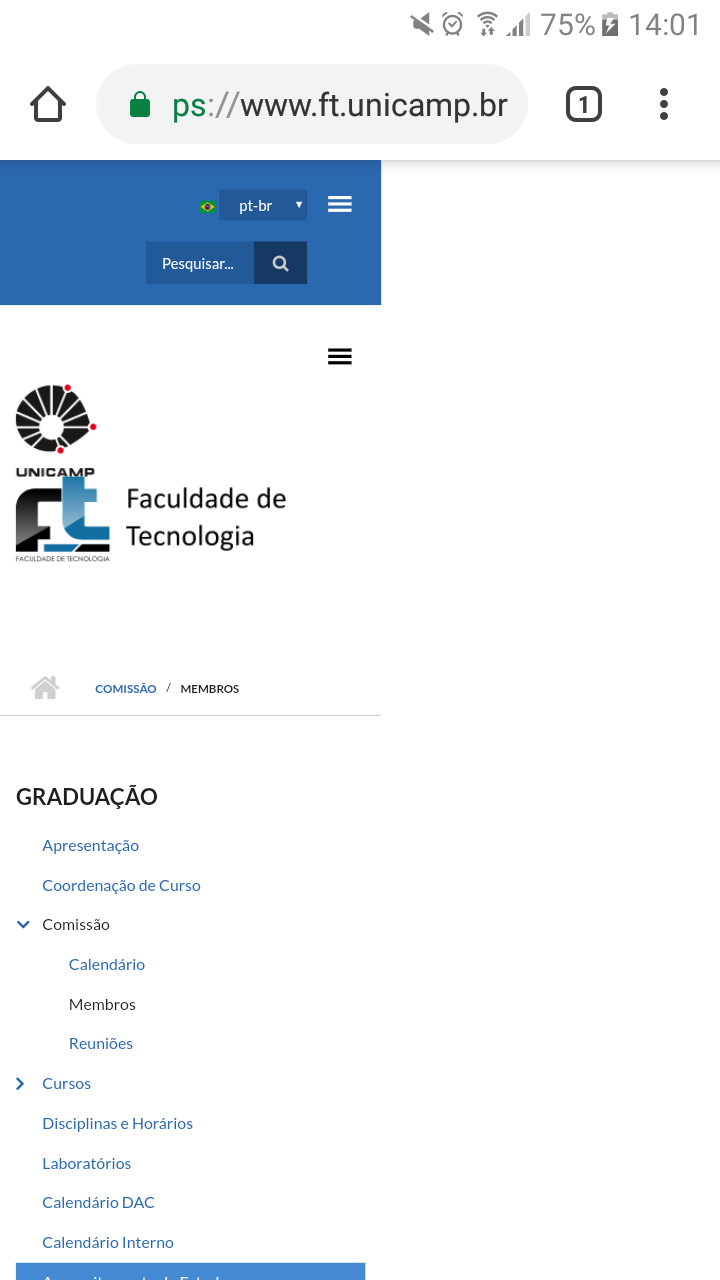 75% 14:01
ps://www.ft.unicamp.br
1
pt-br
Pesquisar...
UNICAMP
FACULDADE DE TECNOLOGIA
Faculdade de
Tecnologia
COMISSÃO / MEMBROS
GRADUAÇÃO
Apresentação
Coordenação de Curso
Comissão
Calendário
Membros
Reuniões
Cursos
Disciplinas e Horários
Laboratórios
Calendário DAC
Calendário Interno